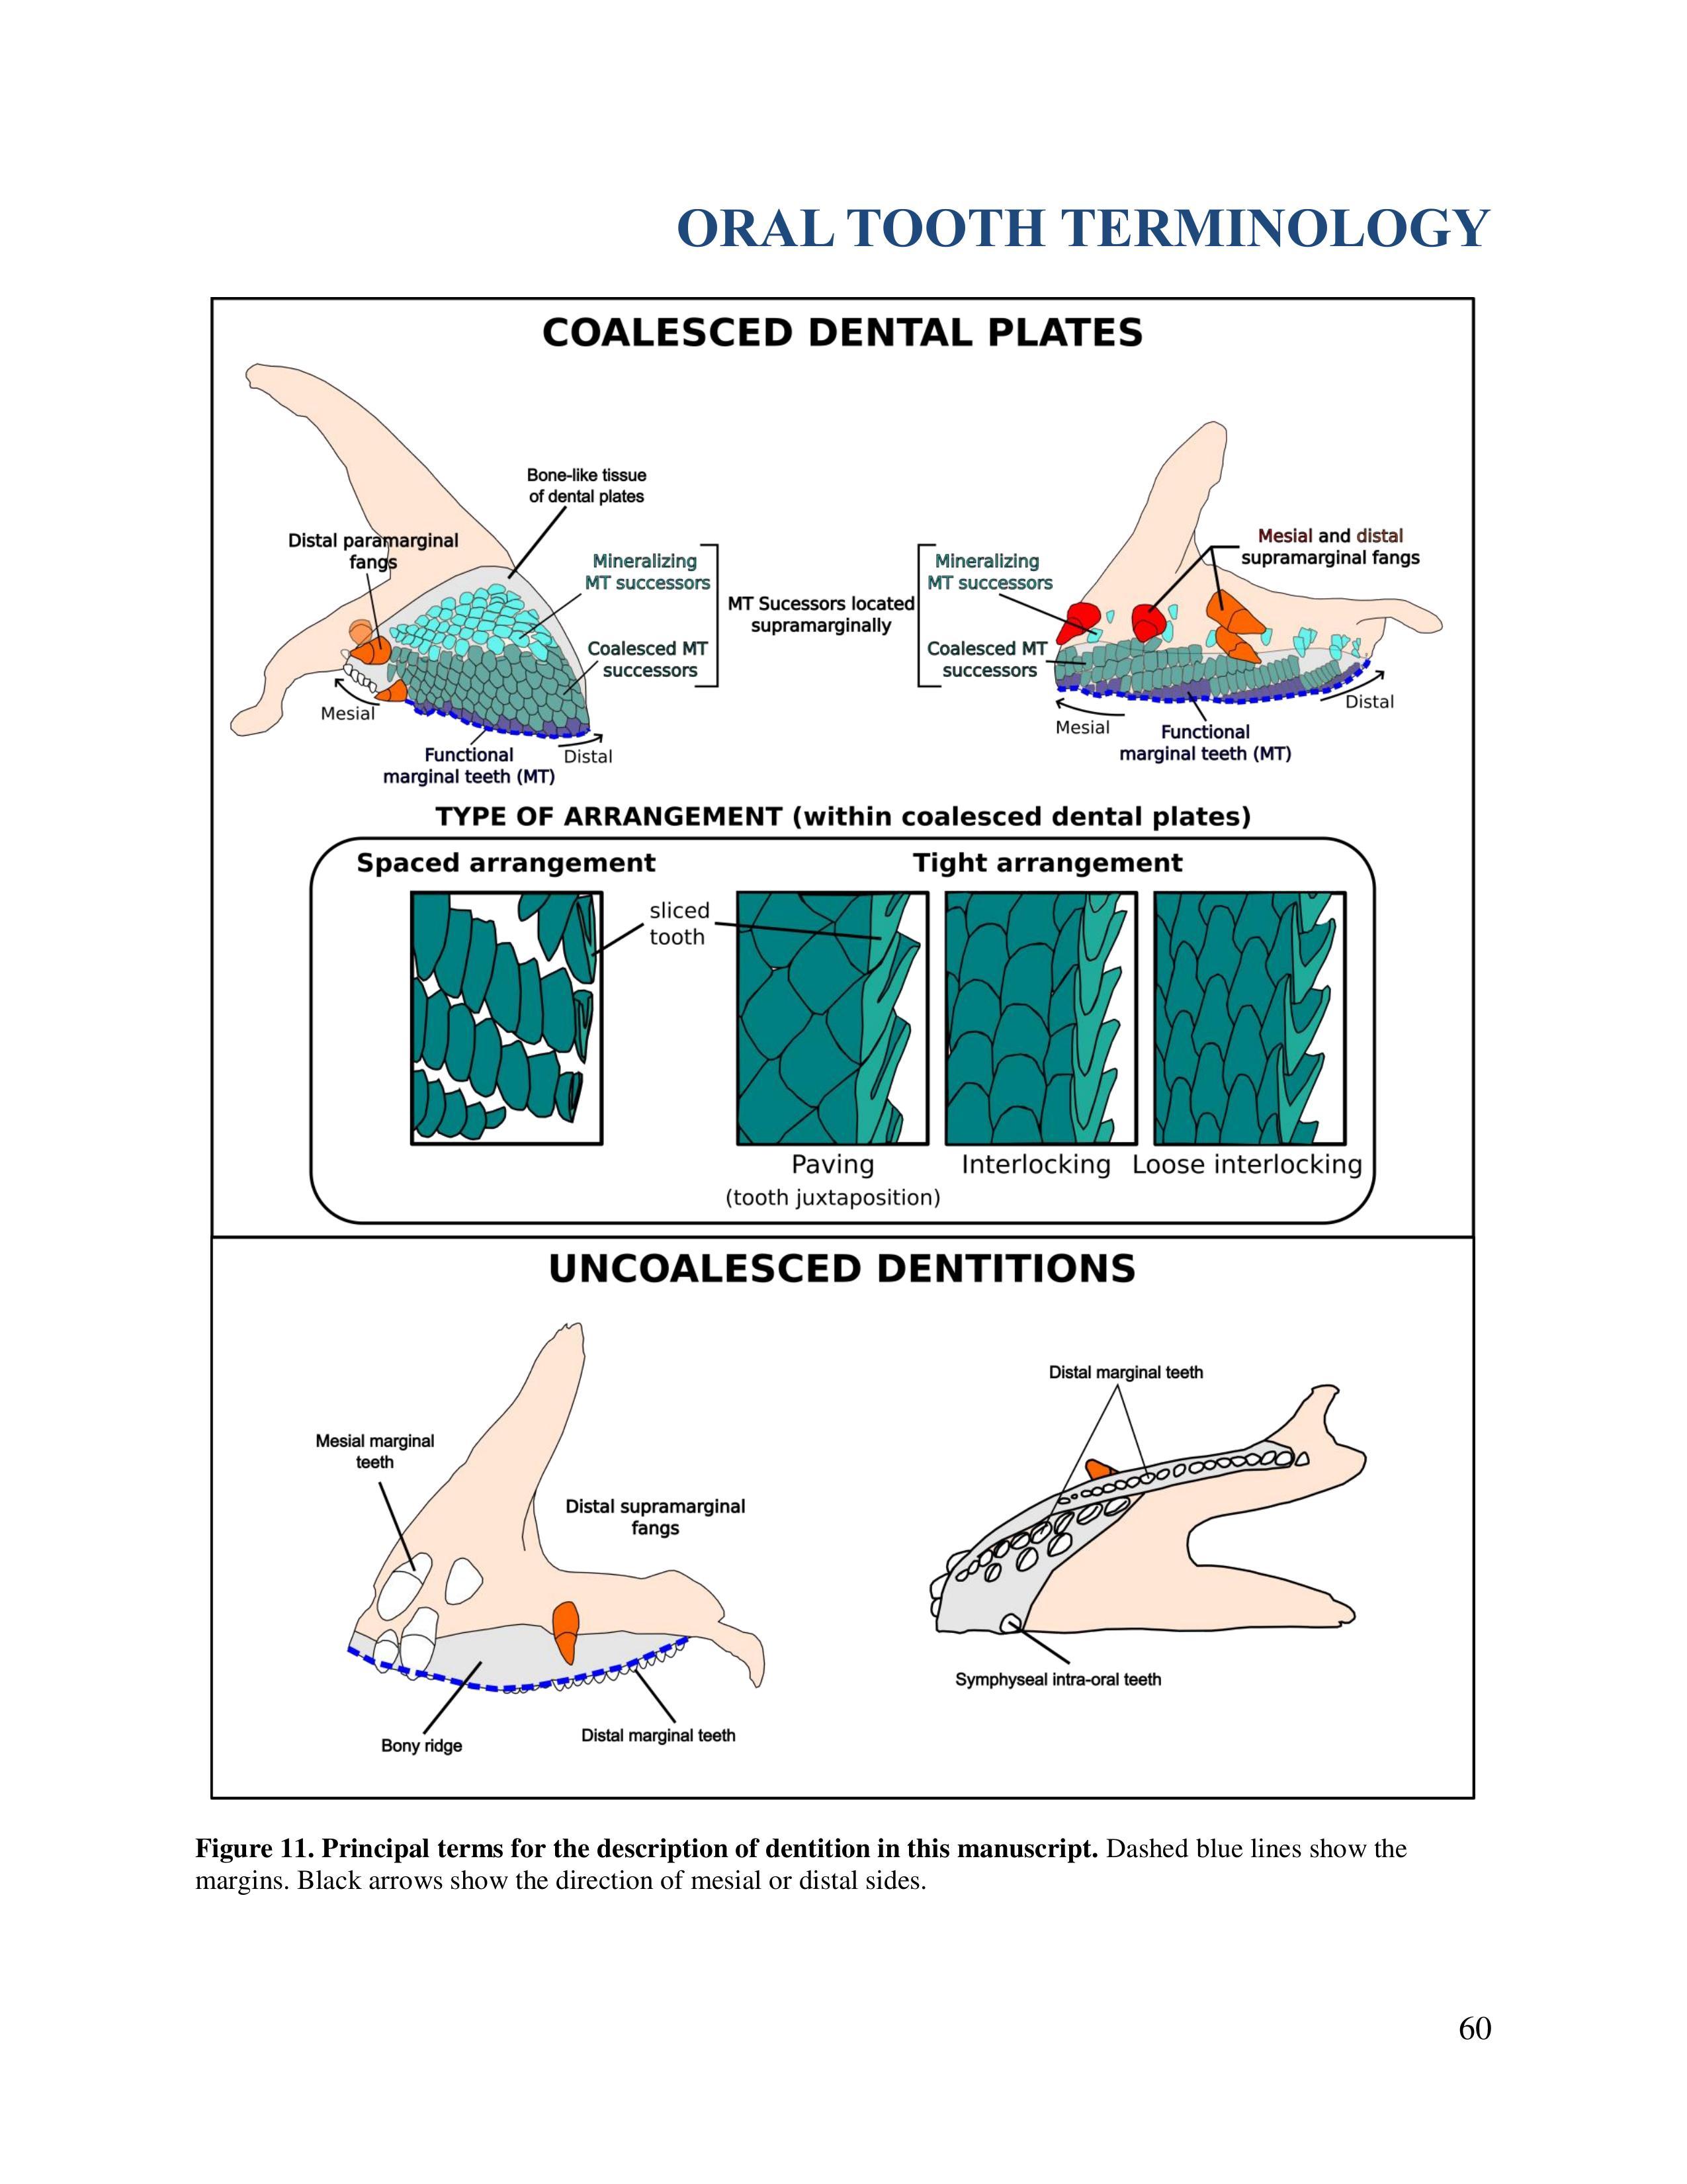 ORAL TOOTH TERMINOLOGY
COALESCED DENTAL PLATES
Bone-like tissue
of dental plates
Distal paramarginal
fangs
Mineralizing
MT successors
Coalesced MT
successors
MT Sucessors located
supramarginally
Mesial
Functional
marginal teeth (MT)
Distal
Mineralizing
MT successors
Coalesced MT
successors
Mesial and distal
supramarginal fangs
Mesial
Functional
marginal teeth (MT)
Distal
TYPE OF ARRANGEMENT (within coalesced dental plates)
Spaced arrangement
Tight arrangement
sliced
tooth
Paving
(tooth juxtaposition)
Interlocking
Loose interlocking
UNCOALESCED DENTITIONS
Mesial marginal
teeth
Distal supramarginal
fangs
Bony ridge
Distal marginal teeth
Distal marginal teeth
Symphyseal intra-oral teeth
Figure 11. Principal terms for the description of dentition in this manuscript. Dashed blue lines show the
margins. Black arrows show the direction of mesial or distal sides.
60